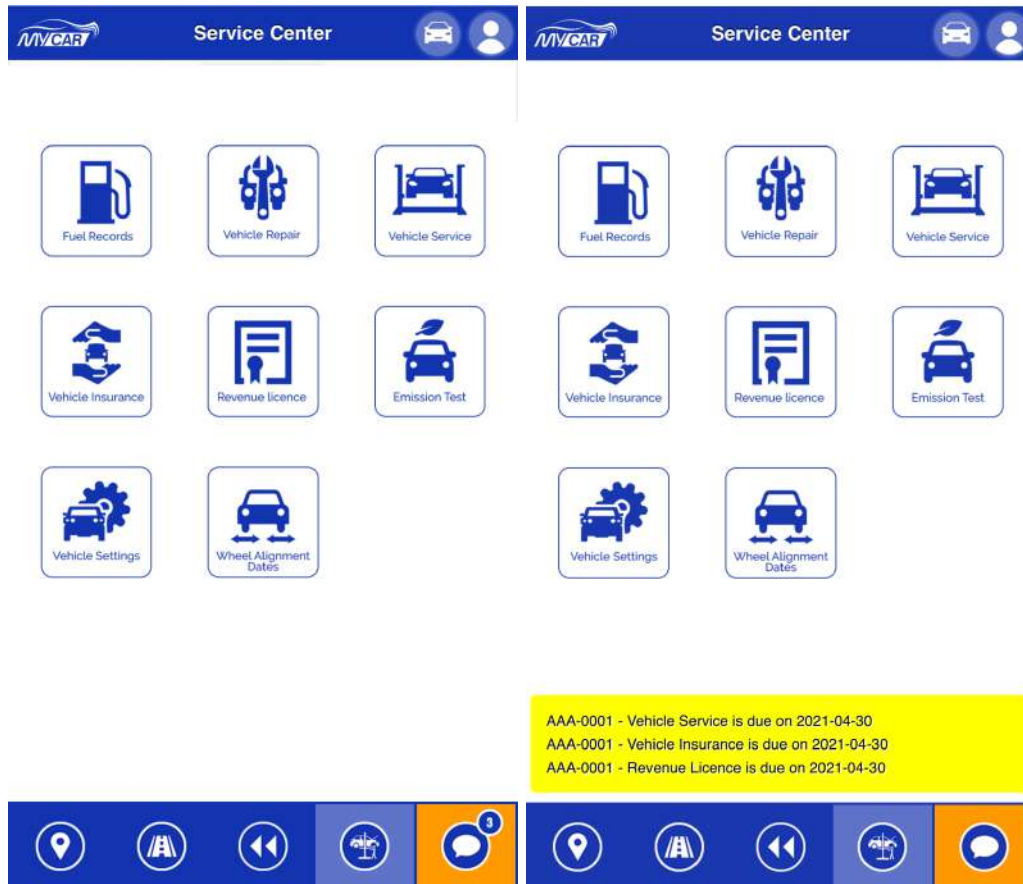 MYCAR
Service Center
Fuel Records
Vehicle Repair
Vehicle Service
Vehicle Insurance
Revenue licence
Emission Test
Vehicle Settings
Wheel Alignment
Dates
3
MYCAR
Service Center
Fuel Records
Vehicle Repair
Vehicle Service
Vehicle Insurance
Revenue licence
Emission Test
Vehicle Settings
Wheel Alignment
Dates
AAA-0001 - Vehicle Service is due on 2021-04-30
AAA-0001 - Vehicle Insurance is due on 2021-04-30
AAA-0001 - Revenue Licence is due on 2021-04-30